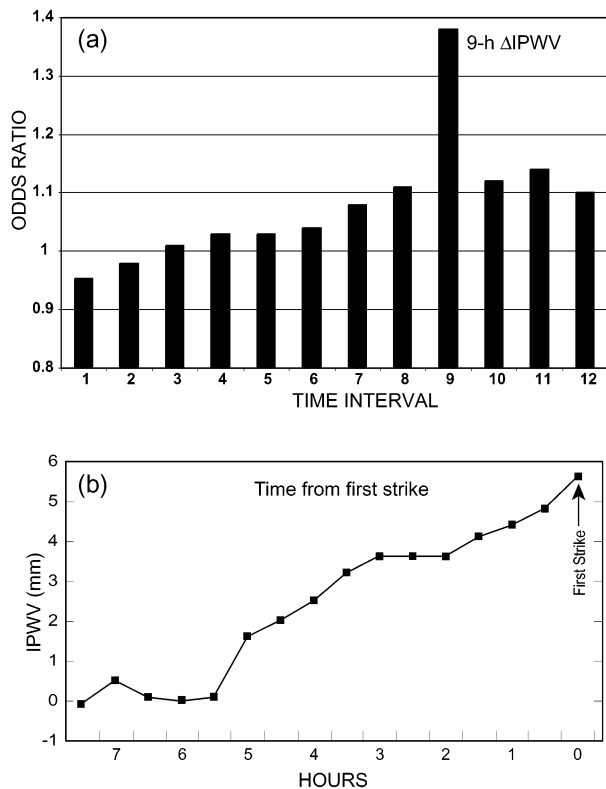 1.4
(a)
9-h ΔIPWV
1.3
1.2
1.1
1
0.9
0.8
ODDS RATIO
1 2 3 4 5 6 7 8 9 10 11 12
TIME INTERVAL
6
(b)
Time from first strike
5
4
3
2
1
0
-1
IPWV (mm)
First Strike
7 6 5 4 3 2 1 0
HOURS